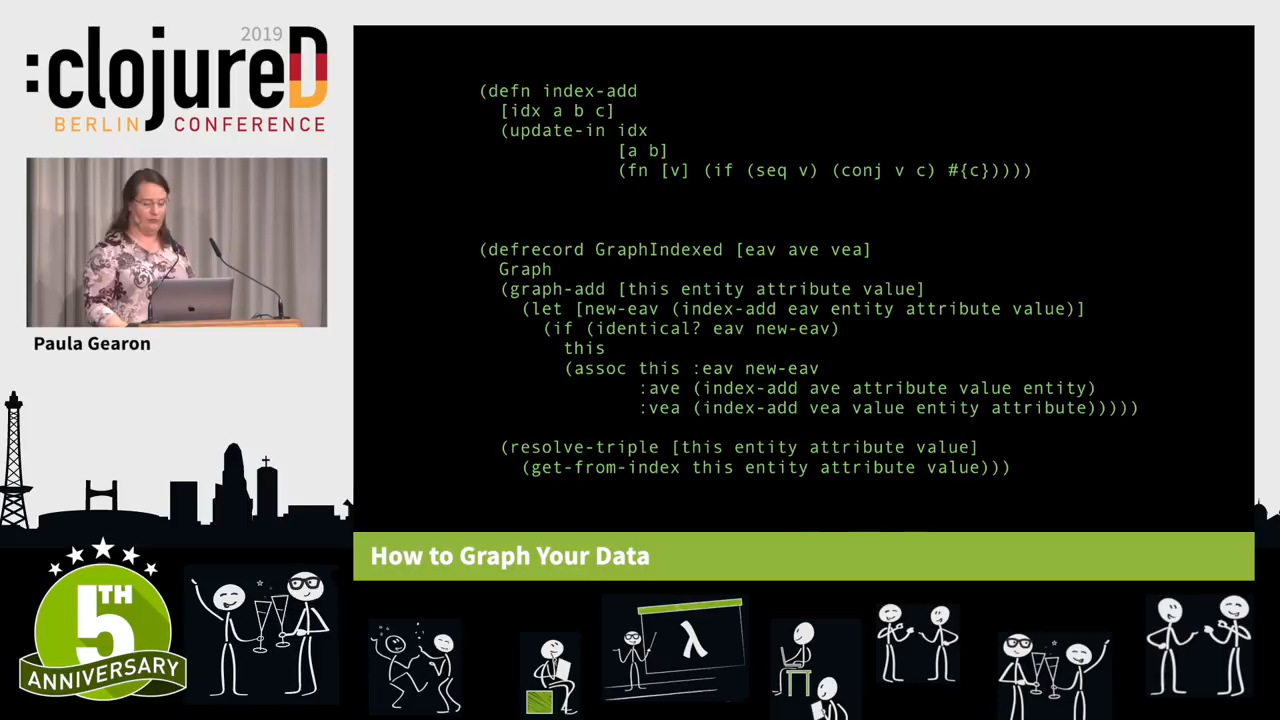 2019
:clojureD
BERLIN CONFERENCE
Paula Gearon
(defn index-add
[idx a b c]
(update-in idx
[a b]
(fn [v] (if (seq v) (conj v c) #{c}))))
(defrecord GraphIndexed [eav ave vea]
Graph
(graph-add [this entity attribute value]
(let [new-eav (index-add eav entity attribute value)]
(if (identical? eav new-eav)
this
(assoc this :eav new-eav
:ave (index-add ave attribute value entity)
:vea (index-add vea value entity attribute)))))
(resolve-triple [this entity attribute value]
(get-from-index this entity attribute value)))
How to Graph Your Data
5TH
ANNIVERSARY
λ